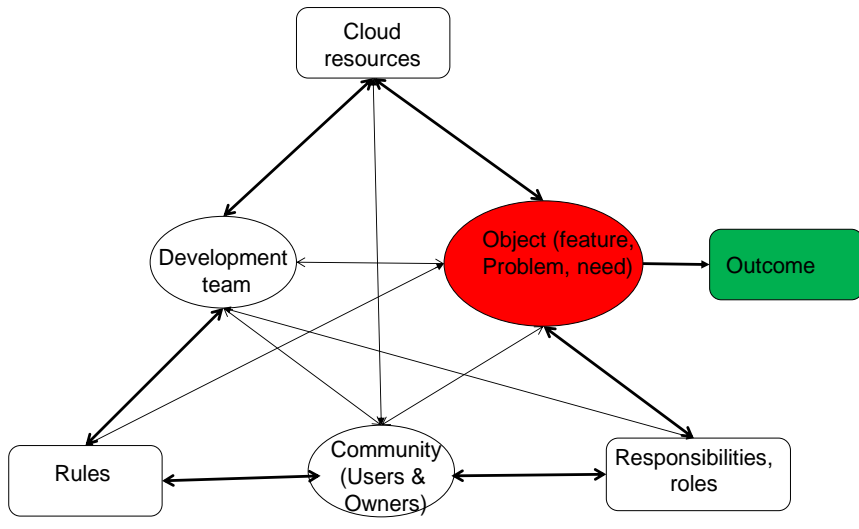 Cloud
resources
Development
team
Object (feature,
Problem, need)
Outcome
Rules
Community
(Users &
Owners)
Responsibilities,
roles